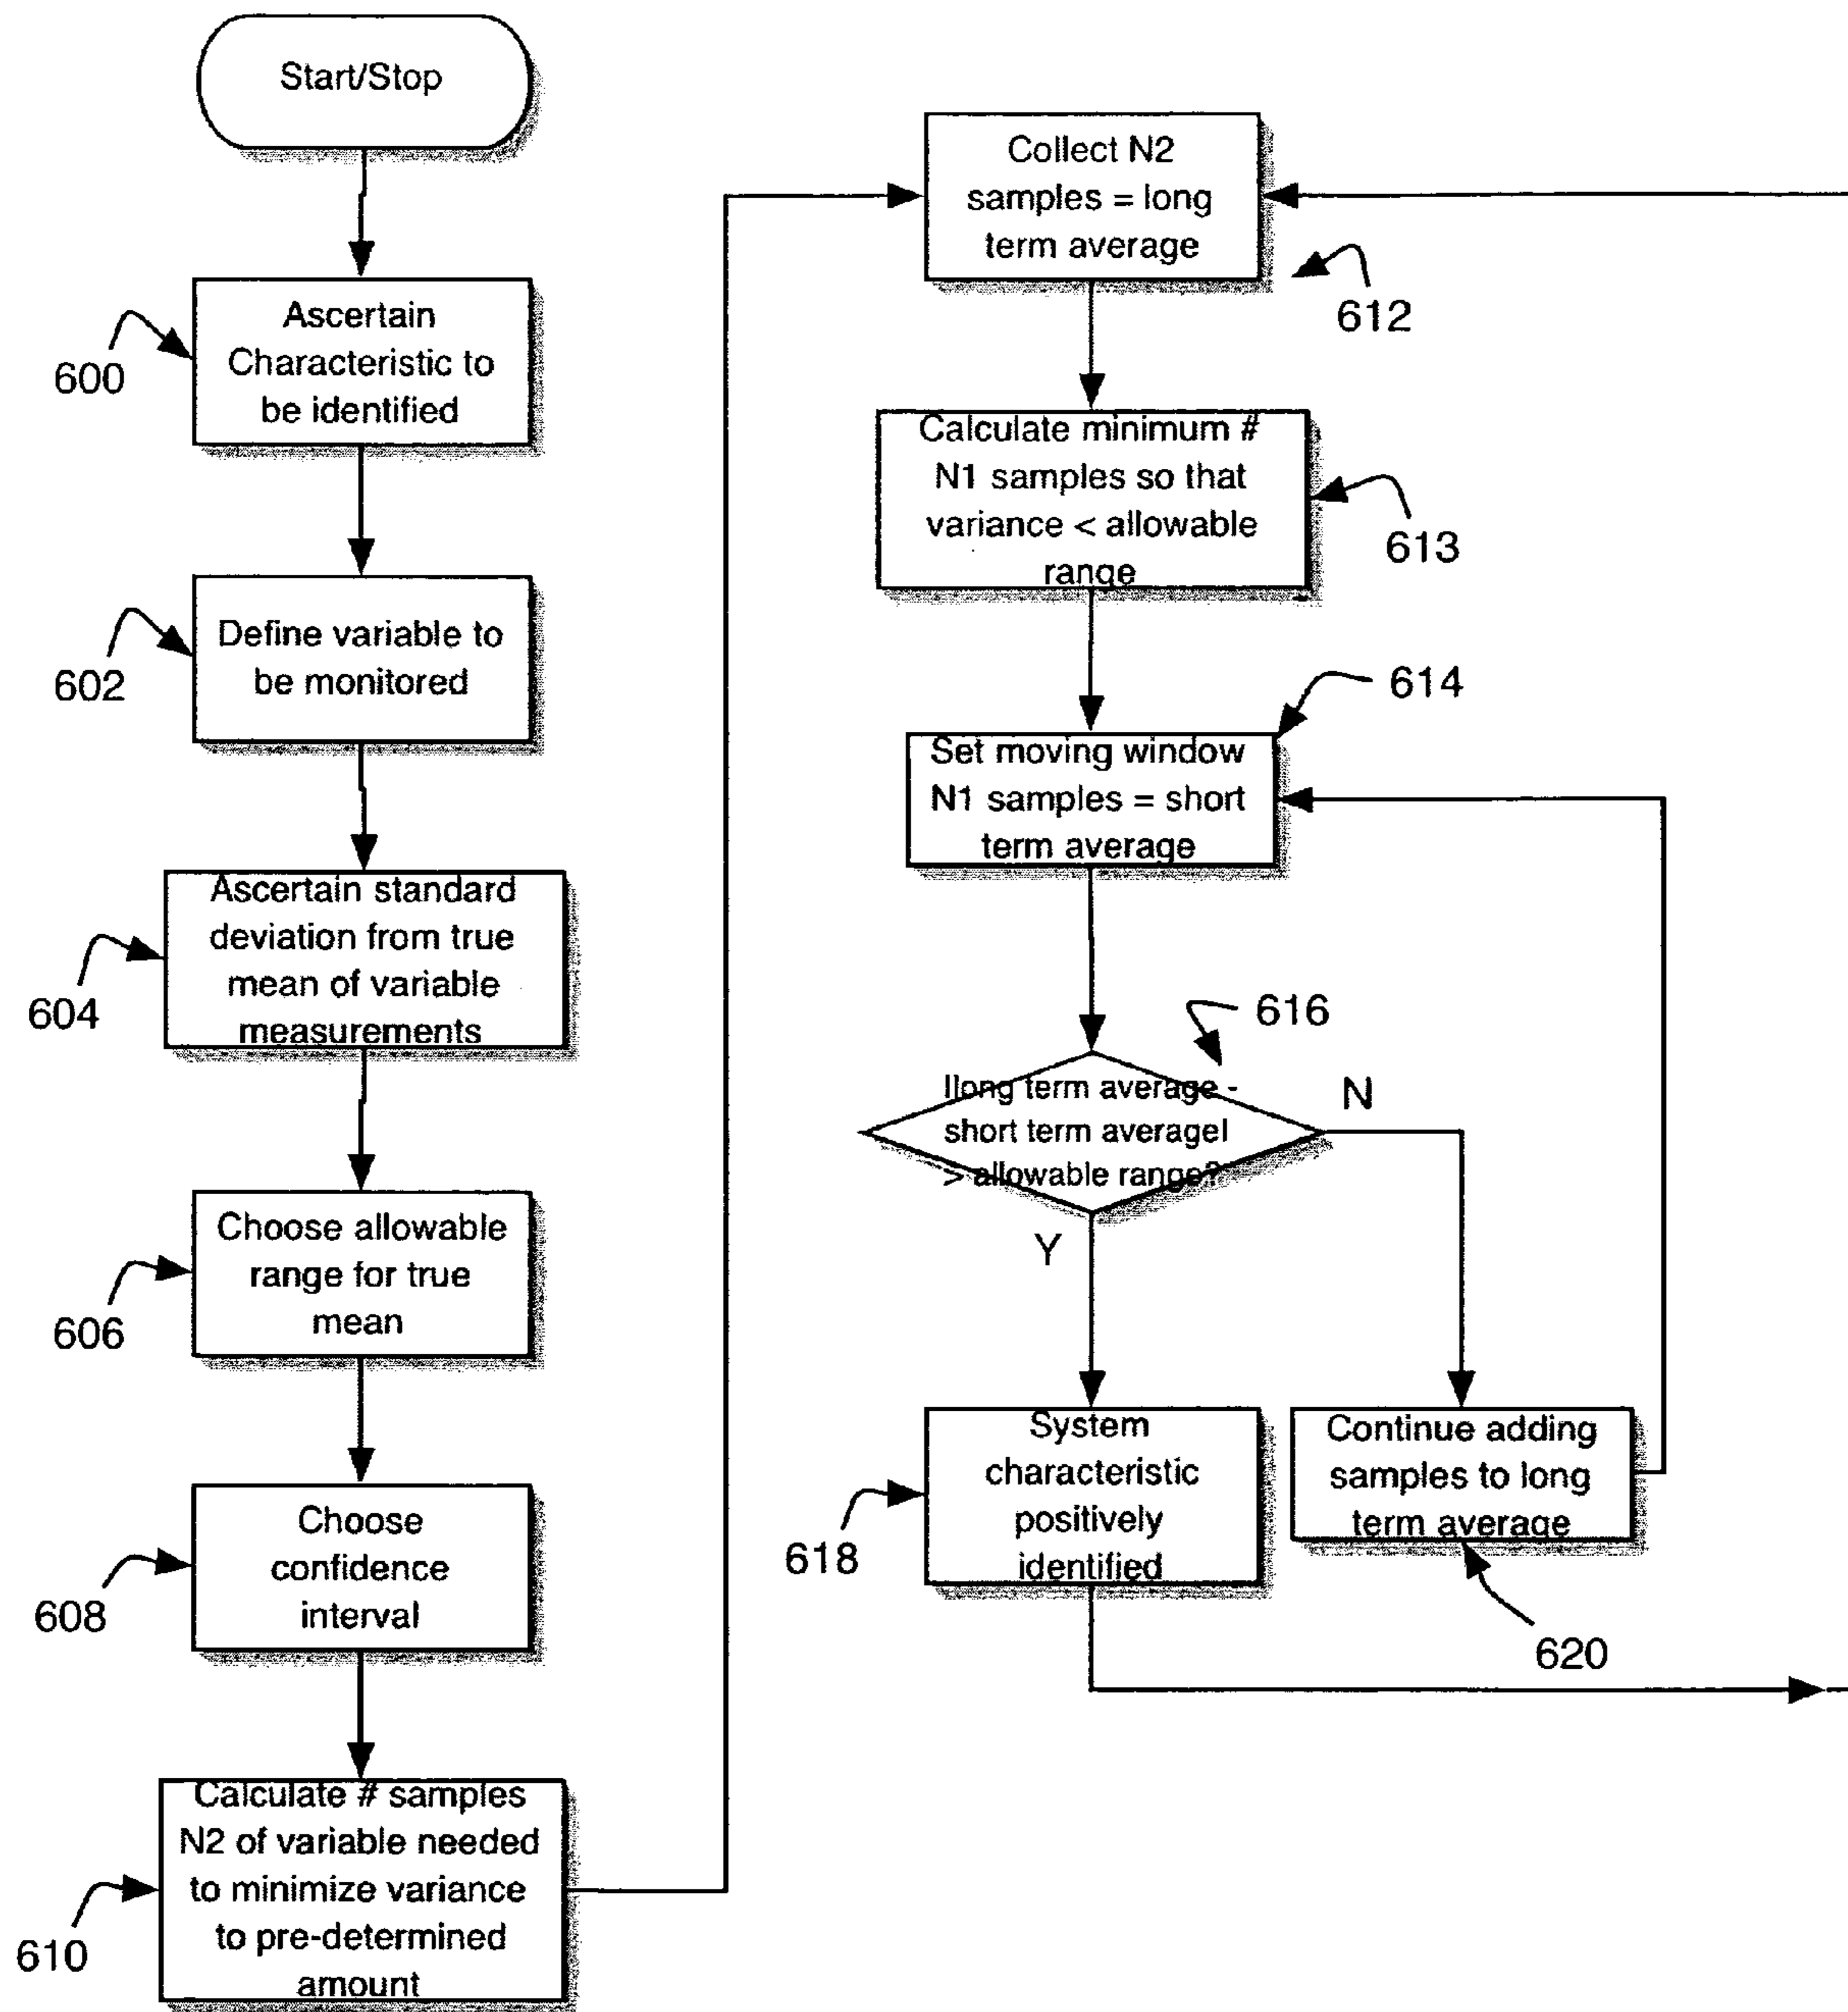 Start/Stop
Ascertain
Characteristic to
be identified
600
Define variable to
be monitored
602
Ascertain standard
deviation from true
mean of variable
measurements
604
Choose allowable
range for true
mean
606
Choose
confidence
interval
608
Calculate # samples
N2 of variable needed
to minimize variance
to pre-determined
amount
610
Collect N2
samples = long
term average
612
Calculate minimum #
N1 samples so that
variance < allowable
range
613
Set moving window
N1 samples = short
term average
614
|long term average -
short term average|
> allowable range?
616
N
Y
System
characteristic
positively
identified
618
Continue adding
samples to long
term average
620